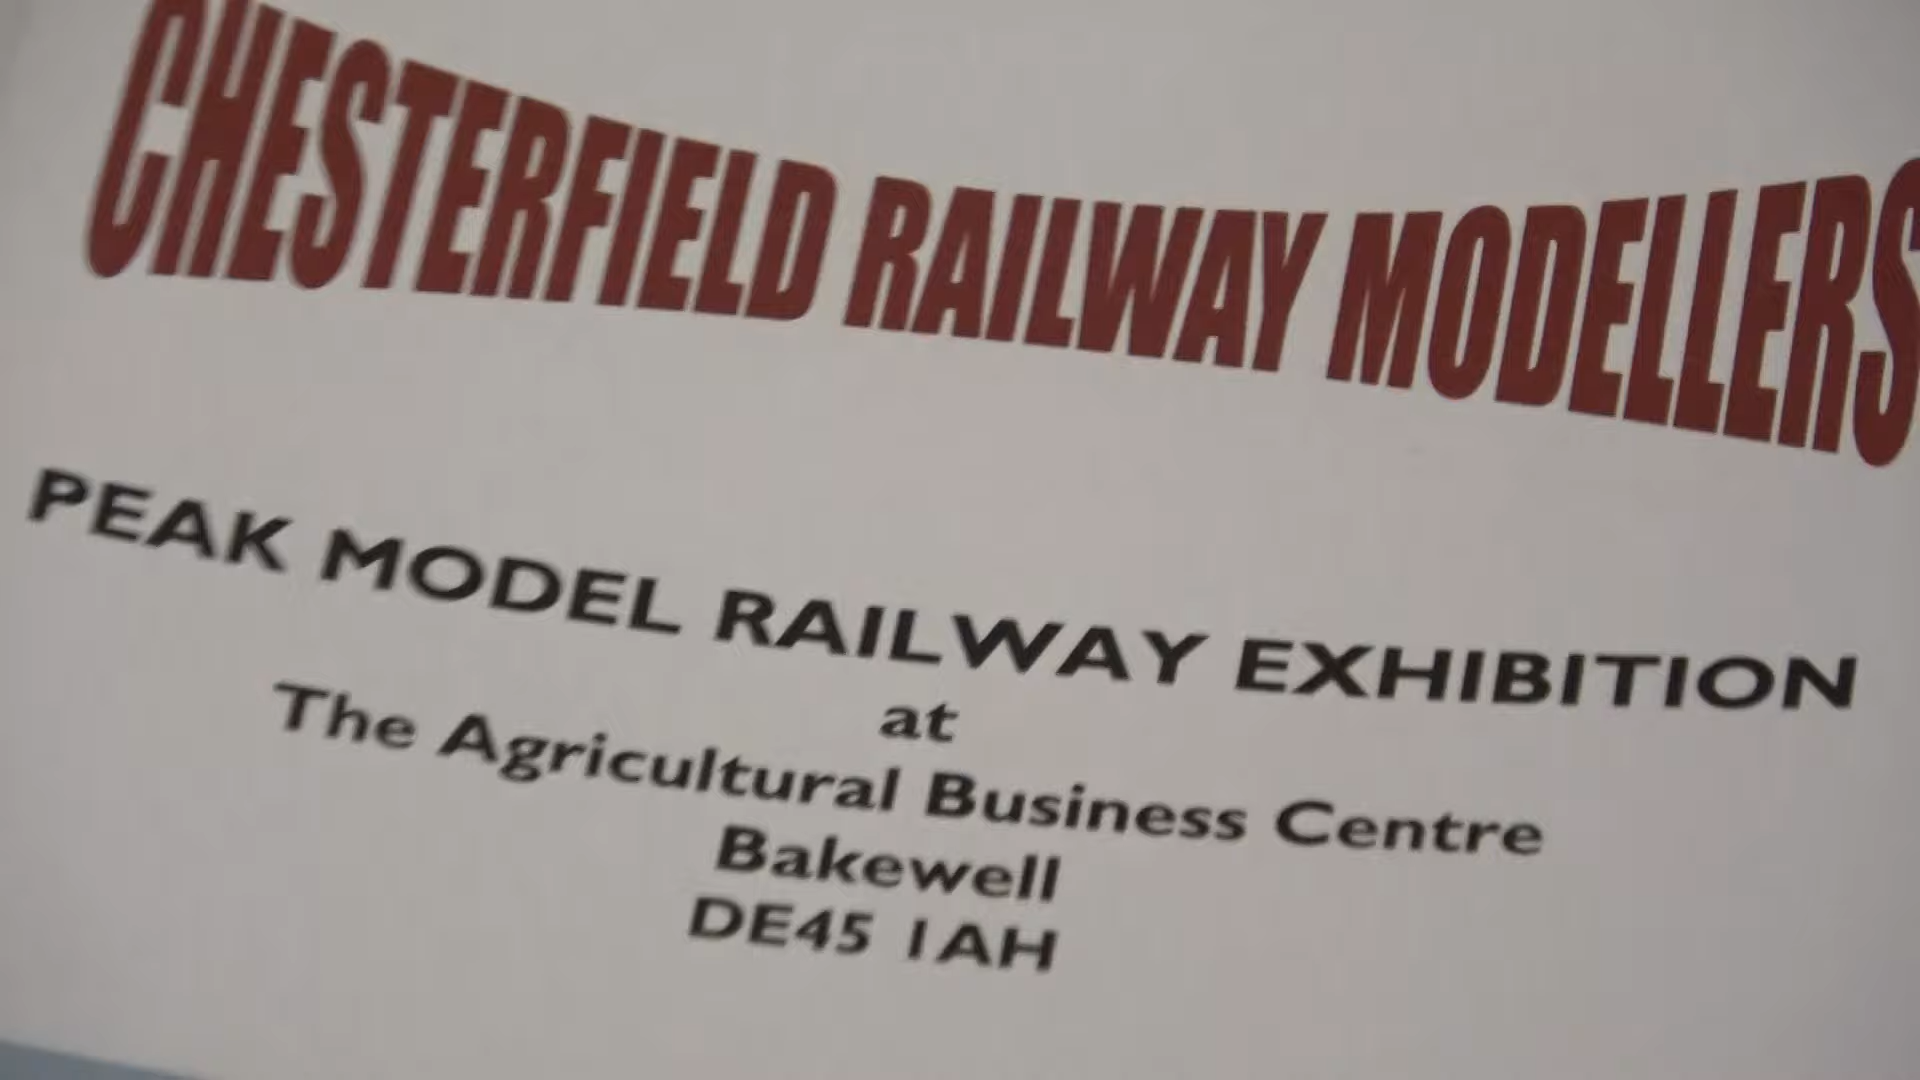 CHESTERFIELD RAILWAY MODELLERS
PEAK MODEL RAILWAY EXHIBITION
at
The Agricultural Business Centre
Bakewell
DE45 1AH